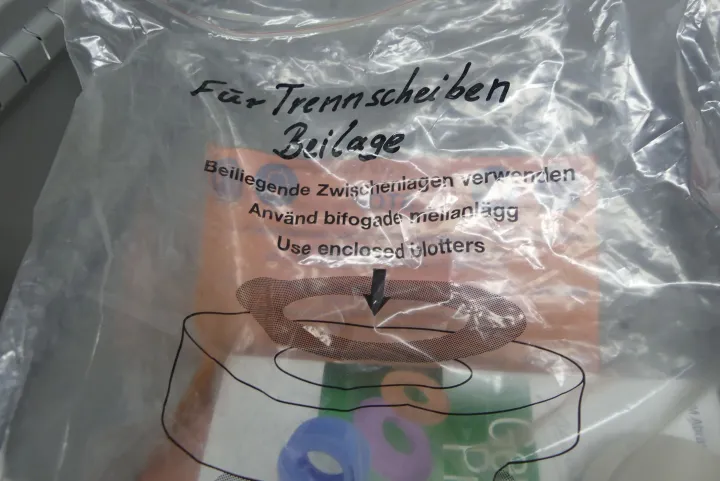 Für Trennscheiben
Beilage
Beiliegende Zwischenlagen verwenden
Använd bifogade mellanlägg
Use enclosed blotters